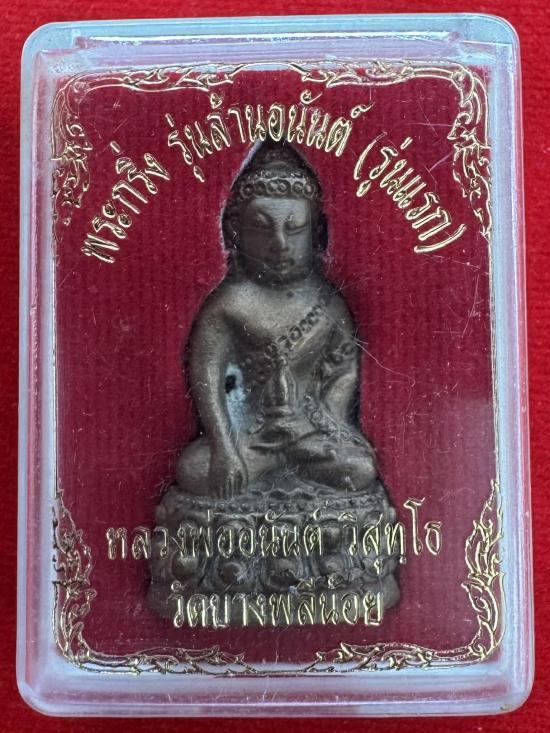 พระกริ่ง รุ่นล้านอนันต์ (รุ่นแรก)
หลวงพ่ออนันต์ วิสุทฺโธ
วัดบางพลีน้อย